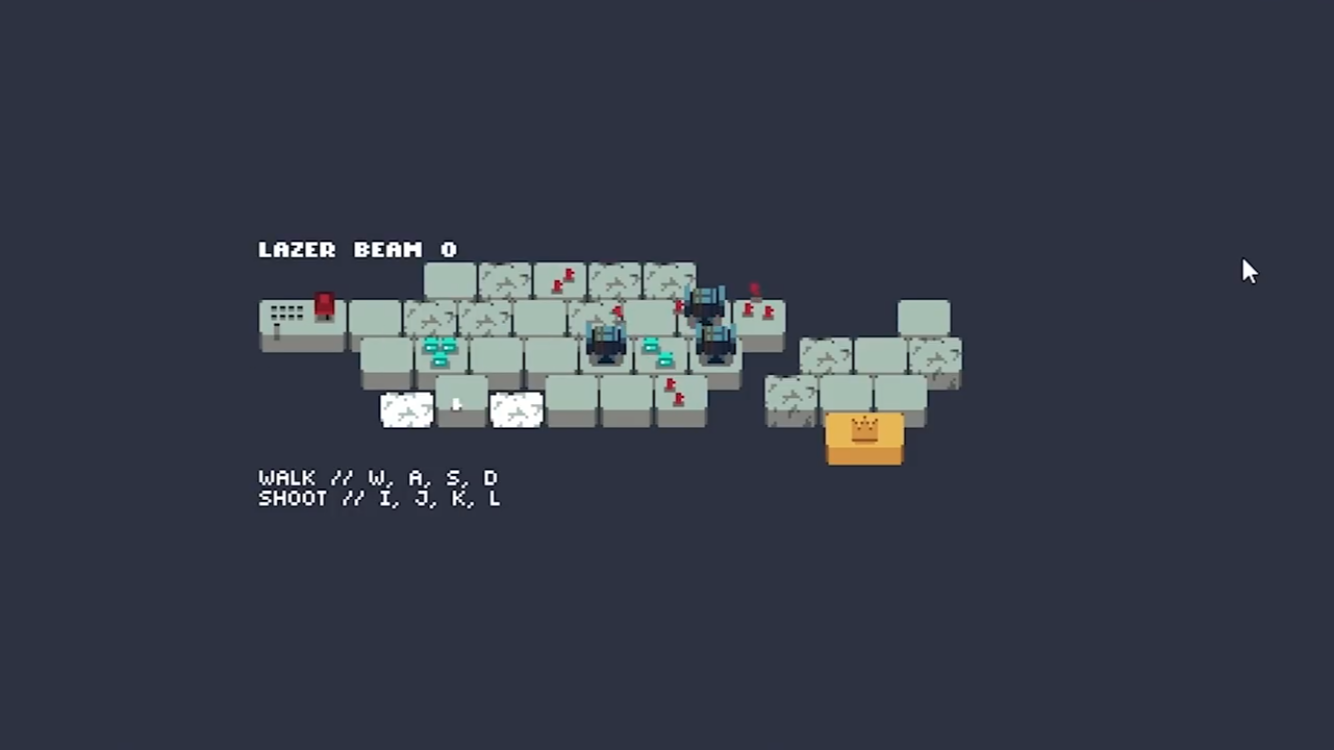 LAZER BEAM 0
WALK // W, A, S, D
SHOOT // I, J, K, L